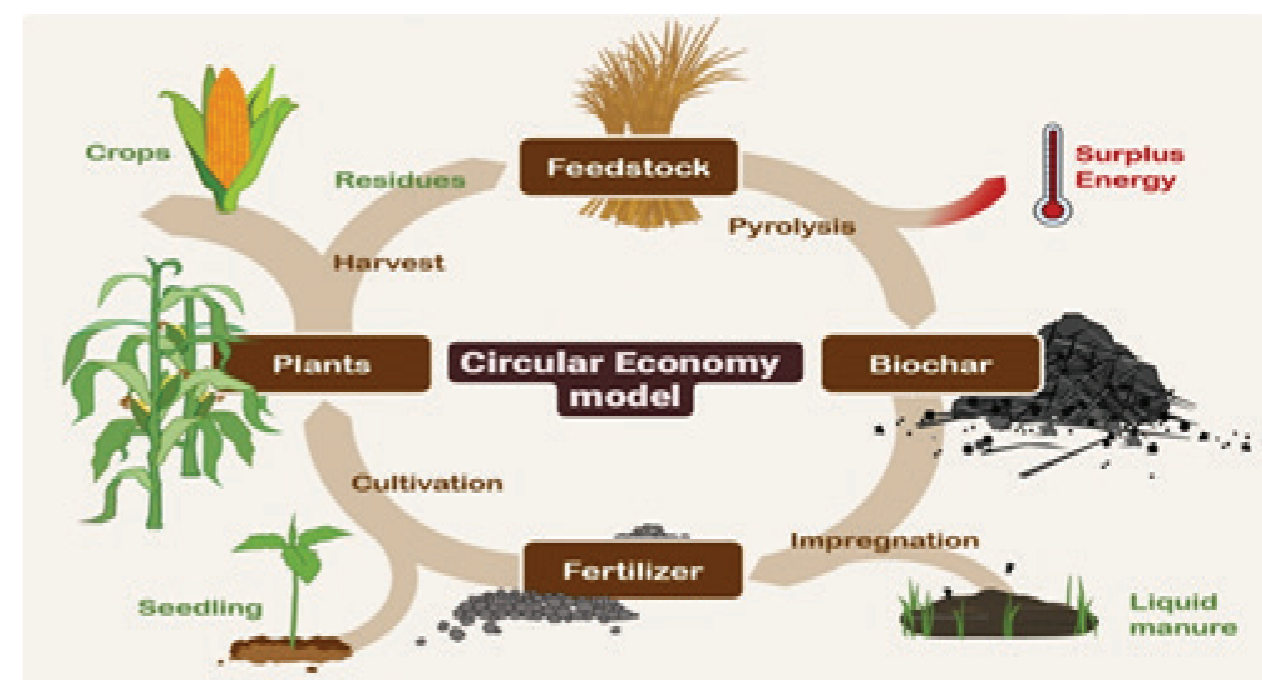 Crops
Residues
Feedstock
Surplus
Energy
Pyrolysis
Harvest
Plants
Circular Economy
model
Biochar
Cultivation
Impregnation
Fertilizer
Seedling
Liquid
manure